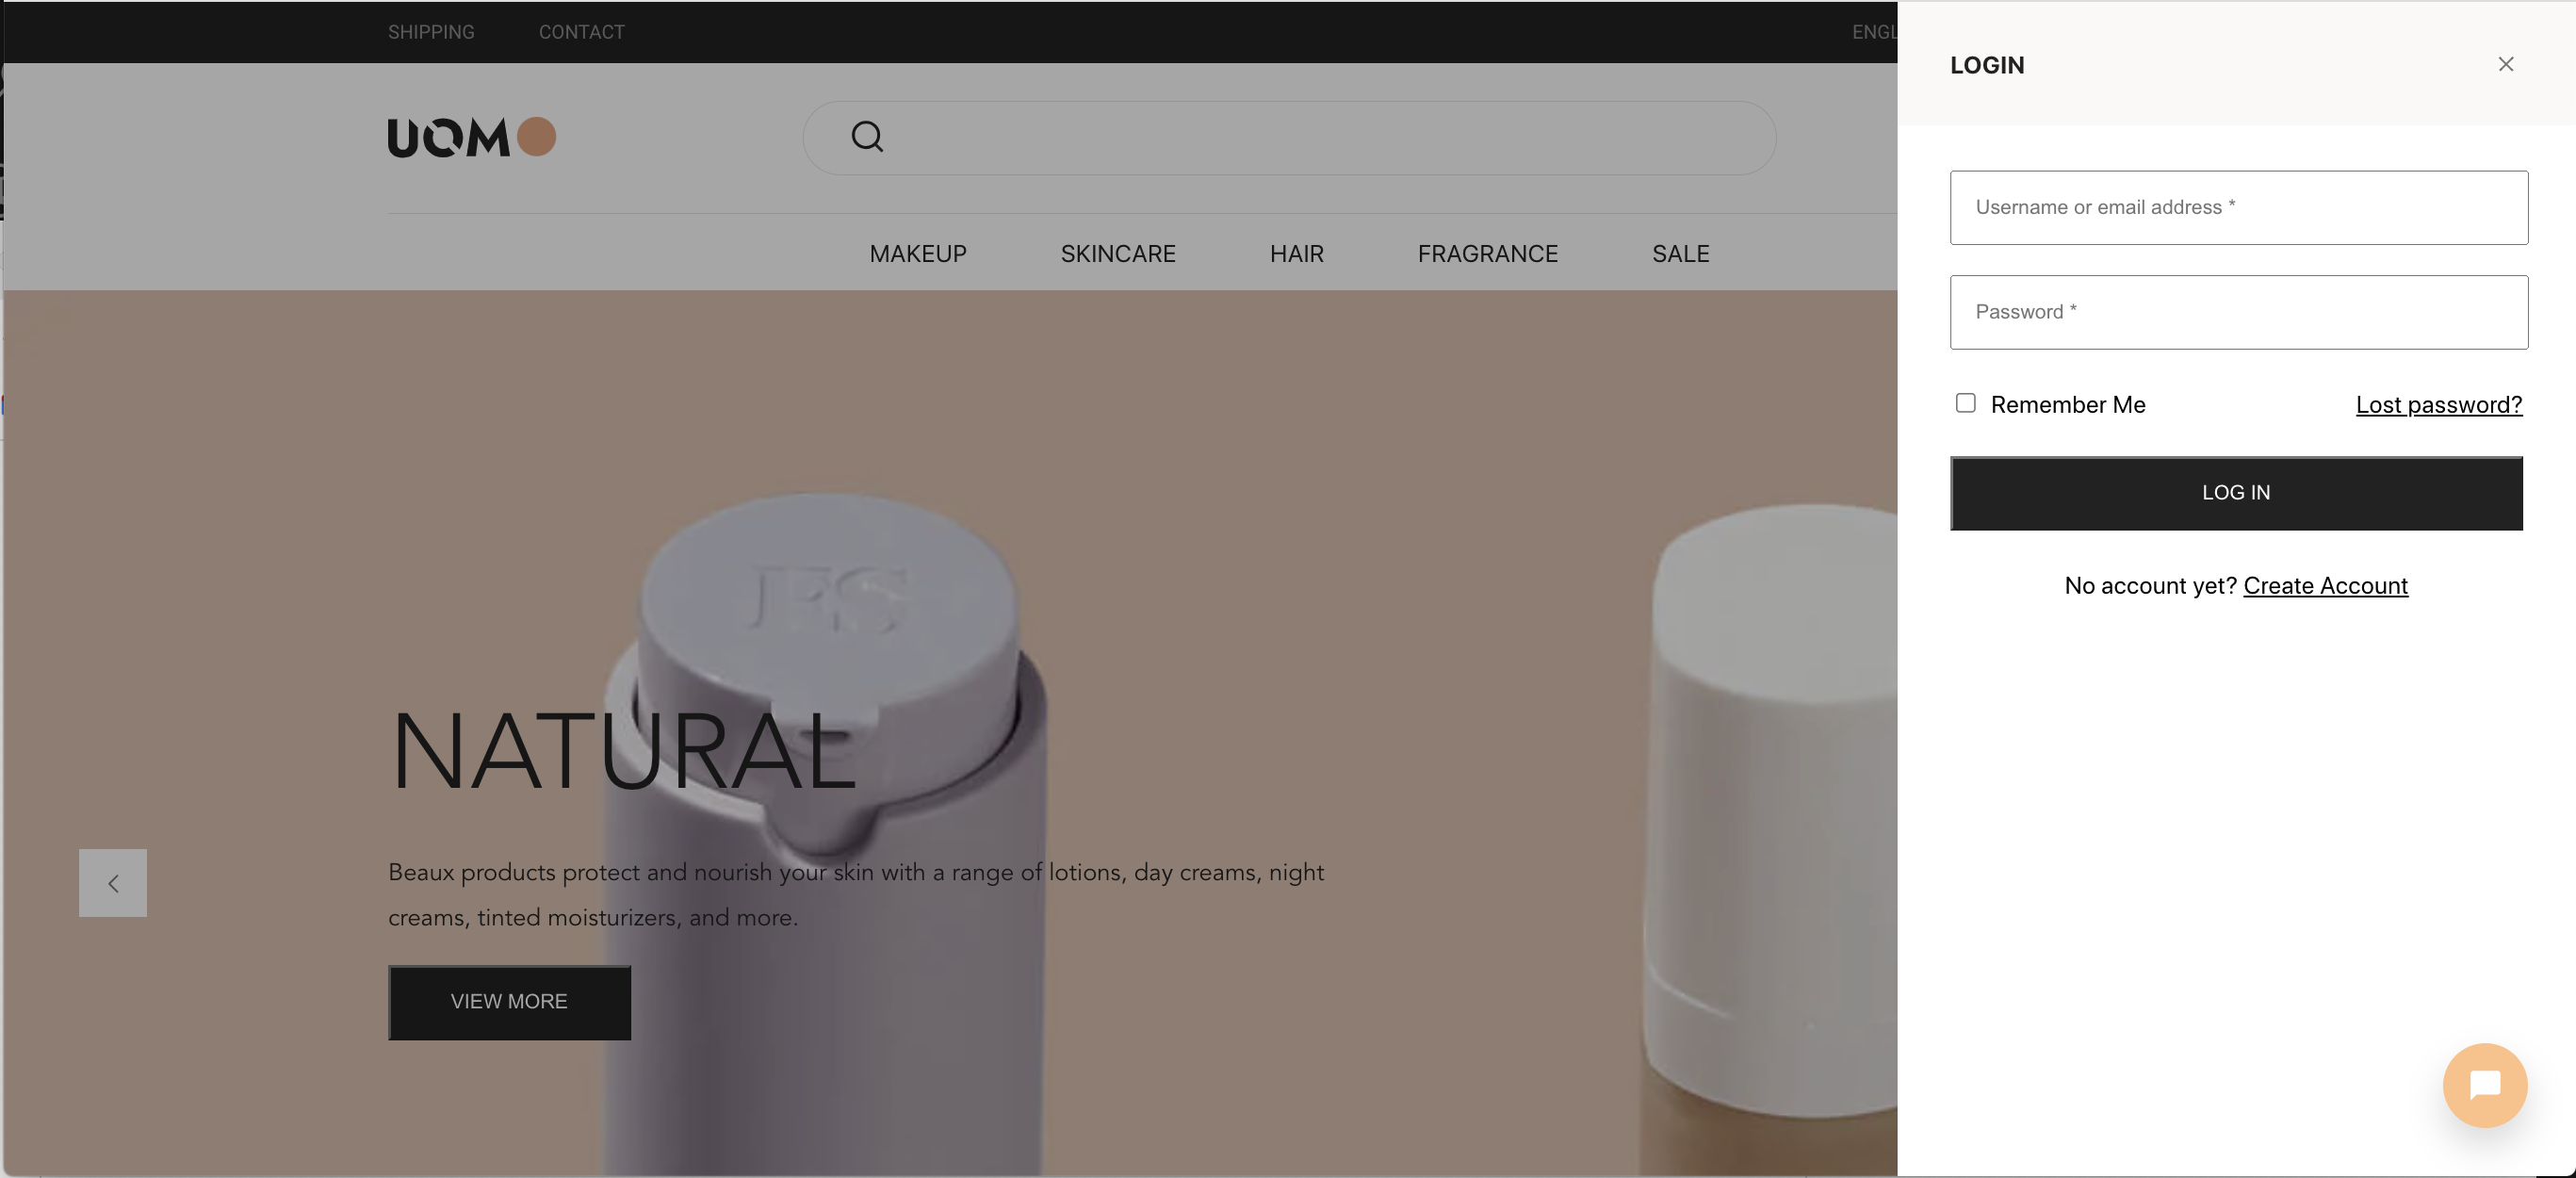 SHIPPING CONTACT ENGL
LOGIN
UOMO
MAKEUP SKINCARE HAIR FRAGRANCE SALE
Username or email address *
Password *
Remember Me Lost password?
LOG IN
No account yet? Create Account
JES
NATURAL
Beaux products protect and nourish your skin with a range of lotions, day creams, night
creams, tinted moisturizers, and more.
VIEW MORE